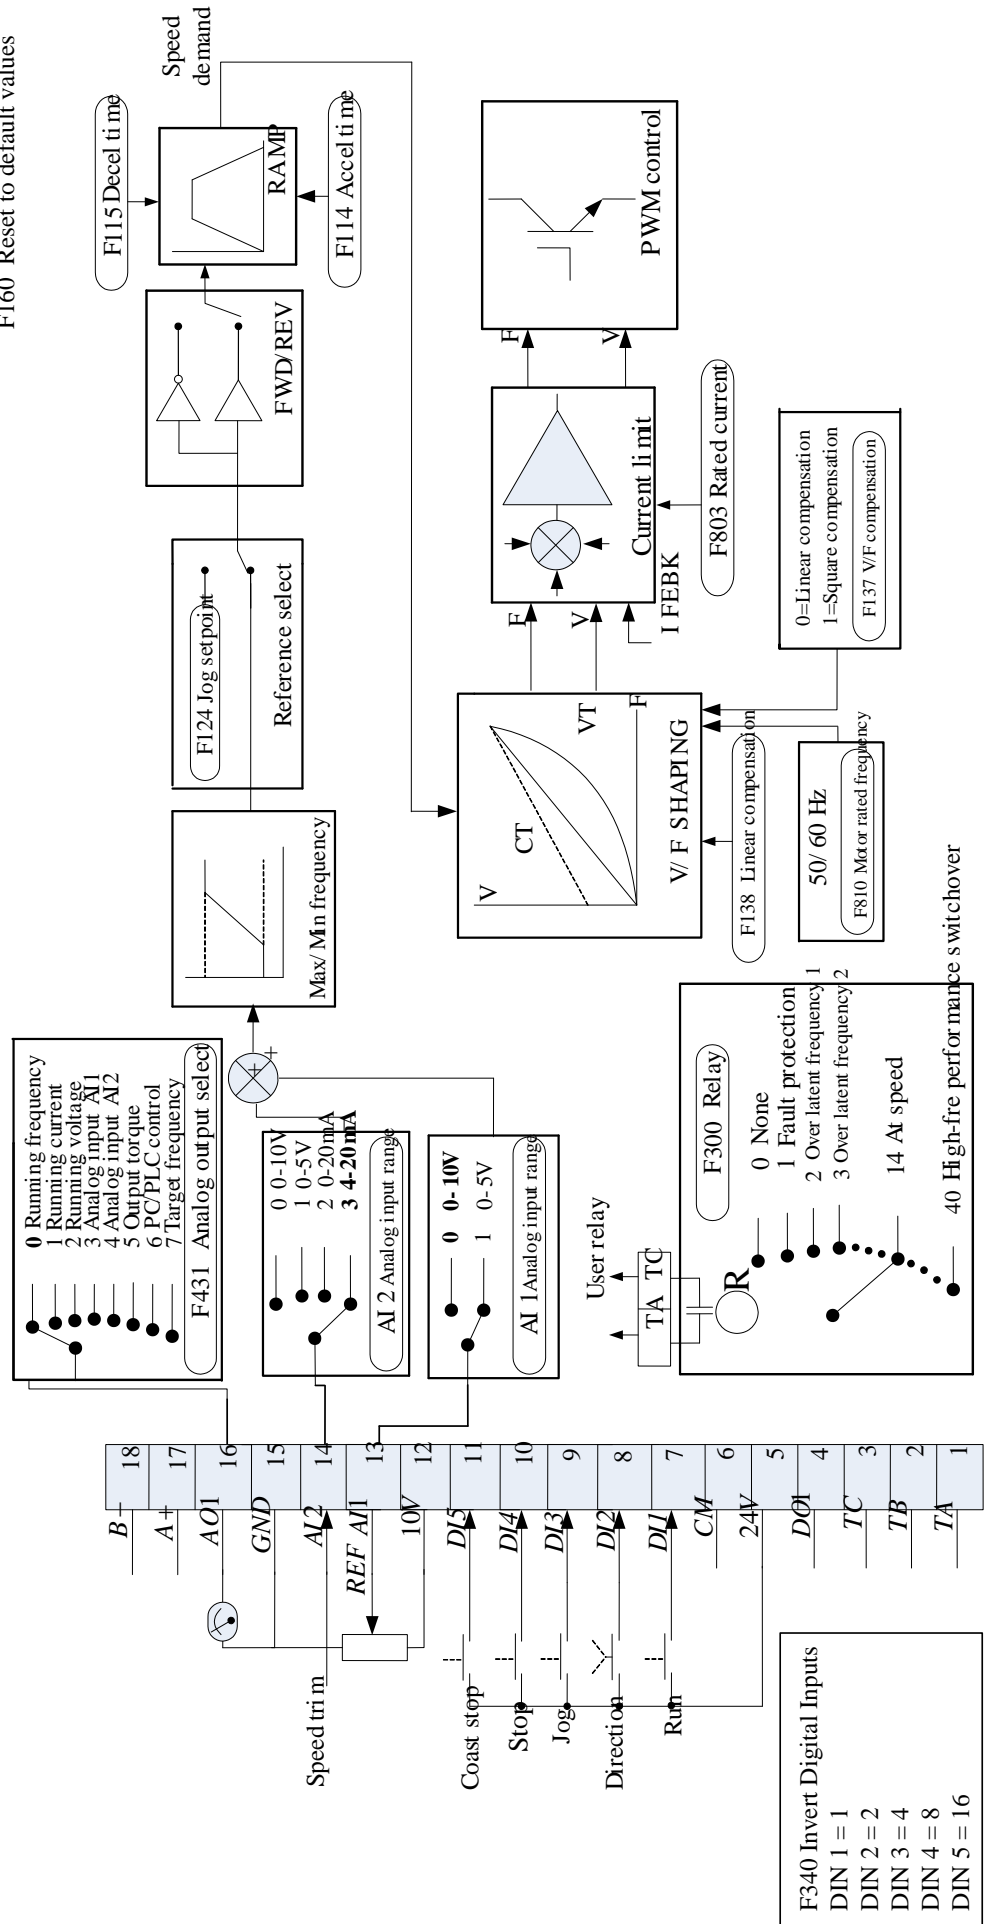 F160 Reset to default values
0 Running frequency
1 Running current
2 Running voltage
3 Analog input AI1
4 Analog input AI2
5 Output torque
6 PC/PLC control
7 Target frequency
F431 Analog output select
0 0-10V
1 0-5V
2 0-20mA
3 4-20mA
AI 2 Analog input range
0 0-10V
1 0-5V
AI 1 Analog input range
+
+
Max/Min frequency
F124 Jog setpoint
Reference select
FWD/REV
F115 Decel time
RAMP
F114 Accel time
Speed
demand
V
CT
VT
F
V/F SHAPING
F138 Linear compensation
50/60 Hz
F810 Motor rated frequency
0=Linear compensation
1=Square compensation
F137 V/F compensation
F
V
I FEBK
Current limit
F803 Rated current
F
V
PWM control
User relay
TA
TC
R
F300 Relay
0 None
1 Fault protection
2 Over latent frequency 1
3 Over latent frequency 2
14 At speed
40 High-fre performance switchover
B-
18
A+
17
AO1
16
GND
15
AI2
14
REF AI1
13
10V
12
DI5
11
DI4
10
DI3
9
DI2
8
DI1
7
CM
6
24V
5
DO1
4
TC
3
TB
2
TA
1
Speed trim
Coast stop
Stop
Jog
Direction
Run
F340 Invert Digital Inputs
DIN 1 = 1
DIN 2 = 2
DIN 3 = 4
DIN 4 = 8
DIN 5 = 16